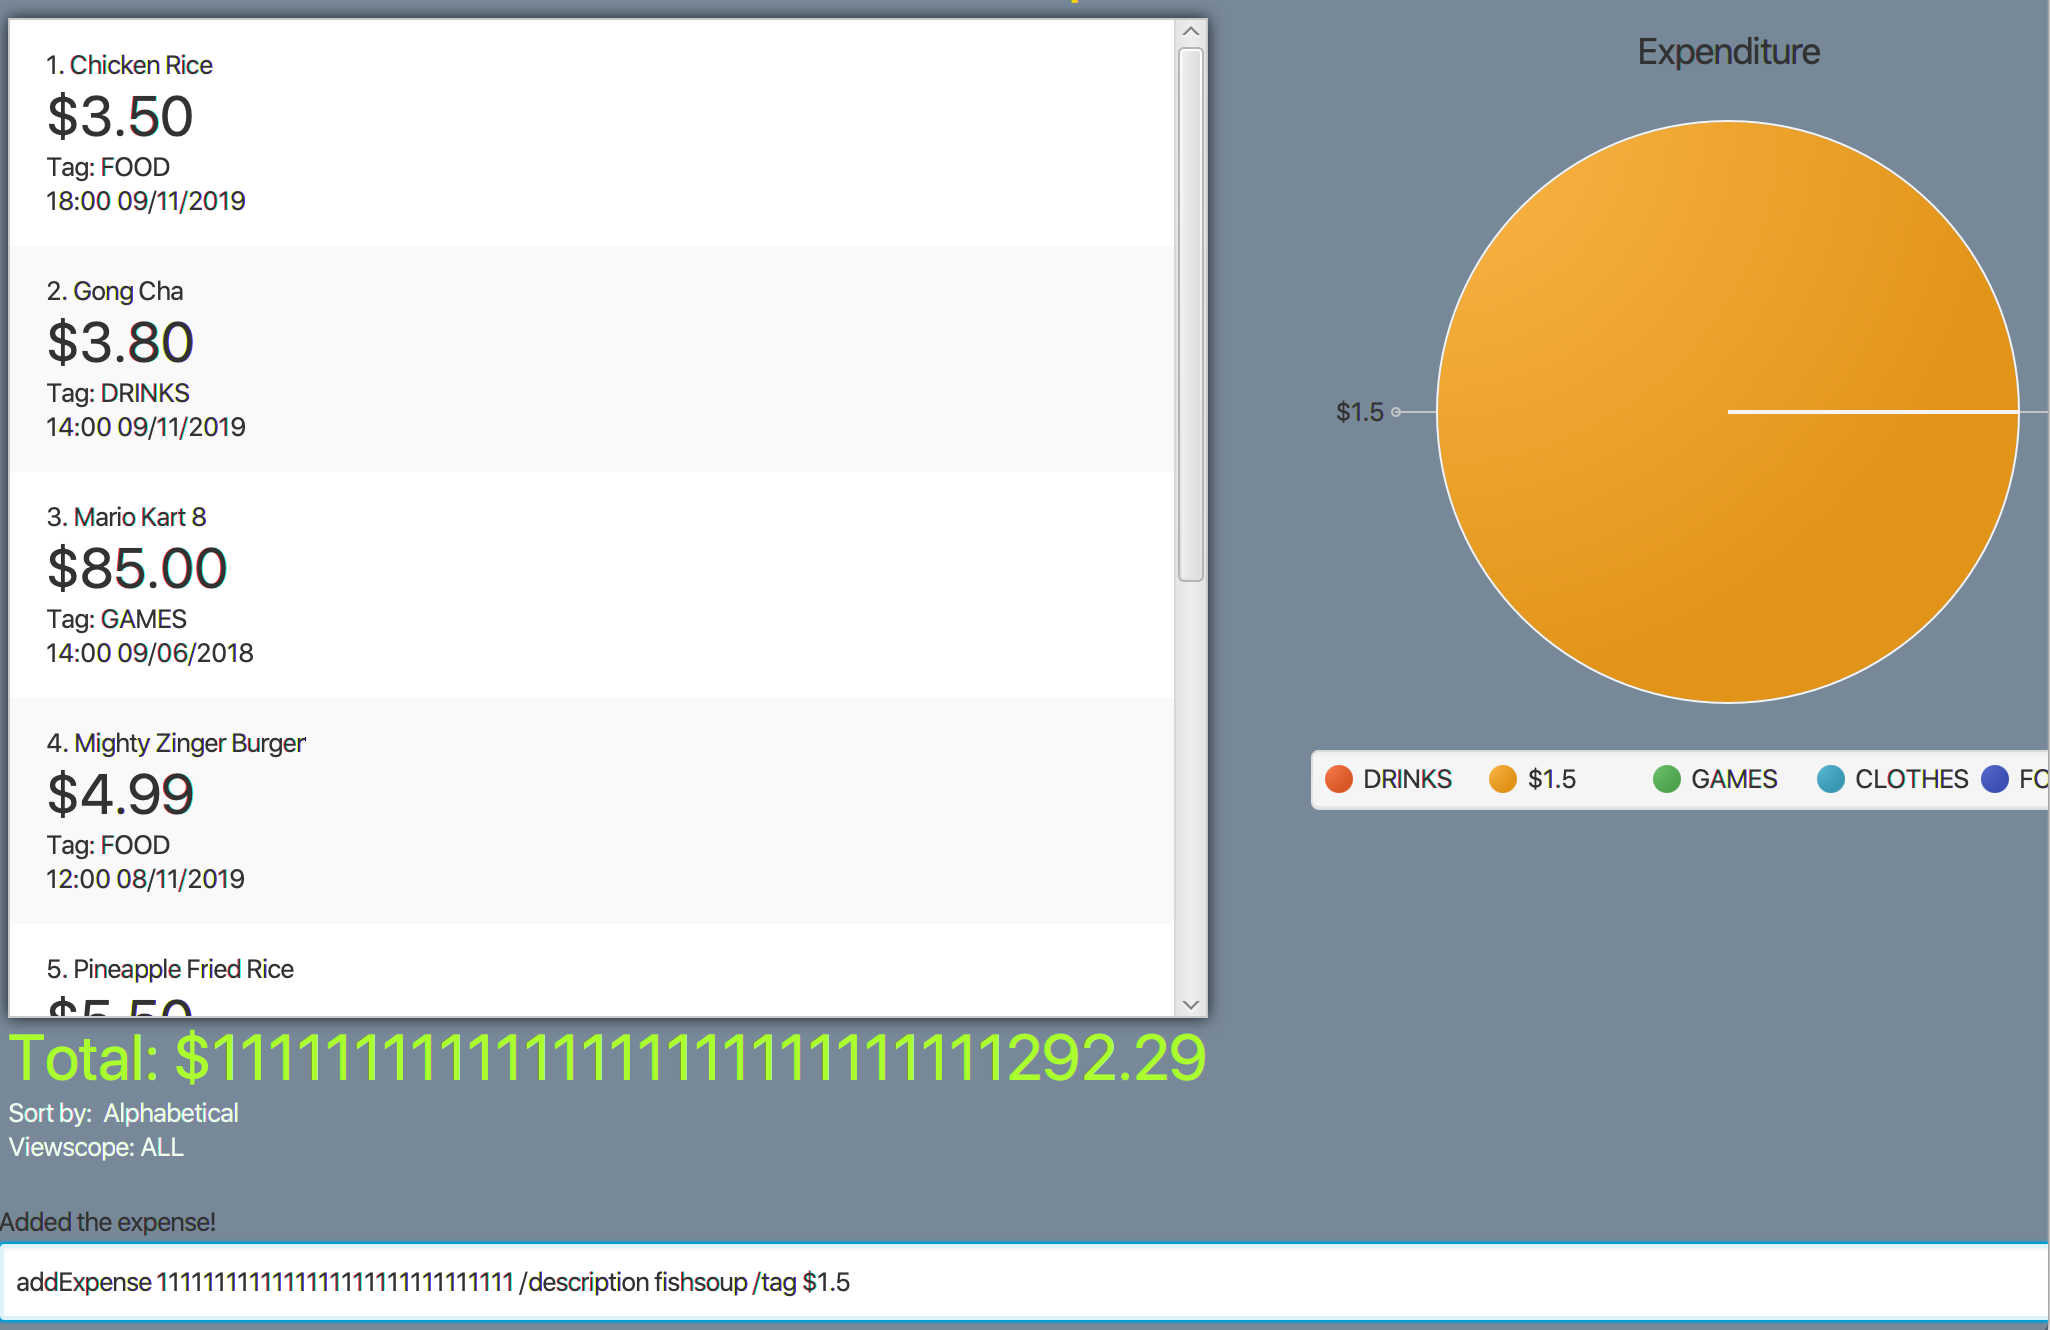 1. Chicken Rice
$3.50
Tag: FOOD
18:00 09/11/2019
2. Gong Cha
$3.80
Tag: DRINKS
14:00 09/11/2019
3. Mario Kart 8
$85.00
Tag: GAMES
14:00 09/06/2018
4. Mighty Zinger Burger
$4.99
Tag: FOOD
12:00 08/11/2019
5. Pineapple Fried Rice
$5.50
Total: $1111111111111111111111111111292.29
Sort by: Alphabetical
Viewscope: ALL
Expenditure
$1.5
DRINKS
$1.5
GAMES
CLOTHES
Added the expense!
addExpense 1111111111111111111111111111111 /description fishsoup /tag $1.5